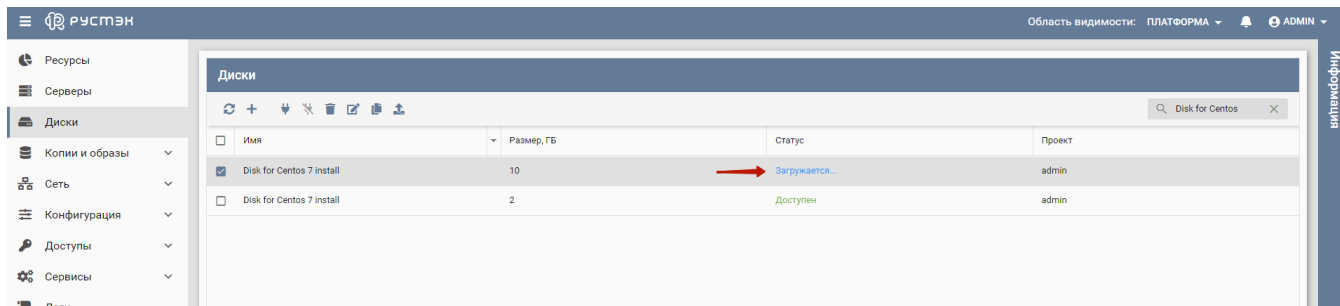 РУСТЭК Область видимости: ПЛАТФОРМА ADMIN
Ресурсы
Серверы
Диски
Копии и образы
Сеть
Конфигурация
Доступы
Сервисы
Диски
Disk for Centos
Имя Размер, ГБ Статус Проект
Disk for Centos 7 install 10 Загружается... admin
Disk for Centos 7 install 2 Доступен admin
Информация